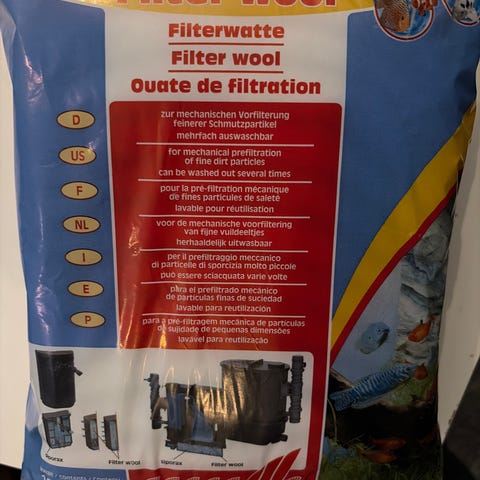 Filter wool
Filterwatte
Filter wool
Ouate de filtration
D
zur mechanischen Vorfilterung
feinerer Schmutzpartikel
mehrfach auswaschbar
US
for mechanical prefiltration
of fine dirt particles
can be washed out several times
F
pour la pré-filtration mécanique
de fines particules de saleté
lavable pour réutilisation
NL
voor de mechanische voorfiltering
van fijne vuildeeltjes
herhaaldelijk uitwasbaar
I
per il prefiltraggio meccanico
di particelle di sporcizia molto piccole
può essere sciacquata varie volte
E
para el prefiltrado mecánico
de partículas finas de suciedad
lavable para reutilización
P
para a pré-filtragem mecânica de partículas
de sujidade de pequenas dimensões
lavável para reutilização
Siporax
Filter wool
Siporax
Filter wool
/ contents / contenu /